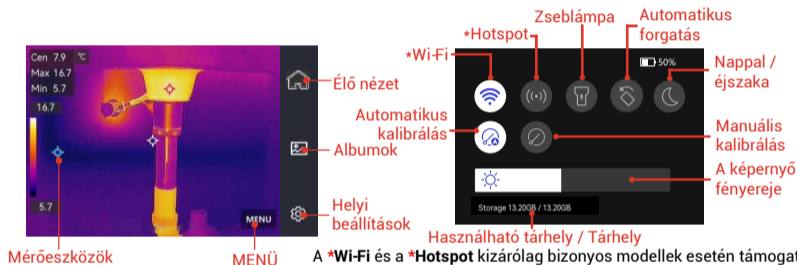 Cen 7.9 °C
Max 16.7
Min 5.7
16.7
5.7
MENU
Élő nézet
Albumok
Helyi
beállítások
Mérőeszközök
MENÜ
*Wi-Fi
*Hotspot
Zseblámpa
Automatikus
forgatás
50%
Nappal /
éjszaka
Automatikus
kalibrálás
Manuális
kalibrálás
A képernyő
fényereje
Storage 13.20GB / 13.20GB
Használható tárhely / Tárhely
A *Wi-Fi és a *Hotspot kizárólag bizonyos modellek esetén támogat